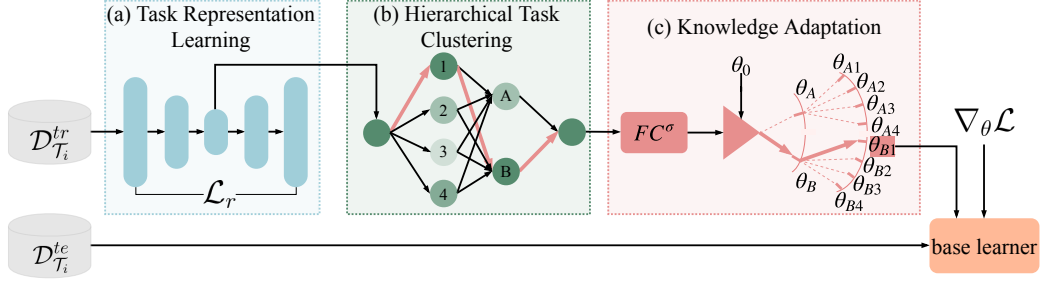 (a) Task Representation
Learning
(b) Hierarchical Task
Clustering
(c) Knowledge Adaptation
𝒟^{tr}_{𝒯_i}
ℒ_r
1
2
3
4
A
B
FC^σ
θ_0
θ_A
θ_B
θ_{A1}
θ_{A2}
θ_{A3}
θ_{A4}
θ_{B1}
θ_{B2}
θ_{B3}
θ_{B4}
∇_θℒ
𝒟^{te}_{𝒯_i}
base learner